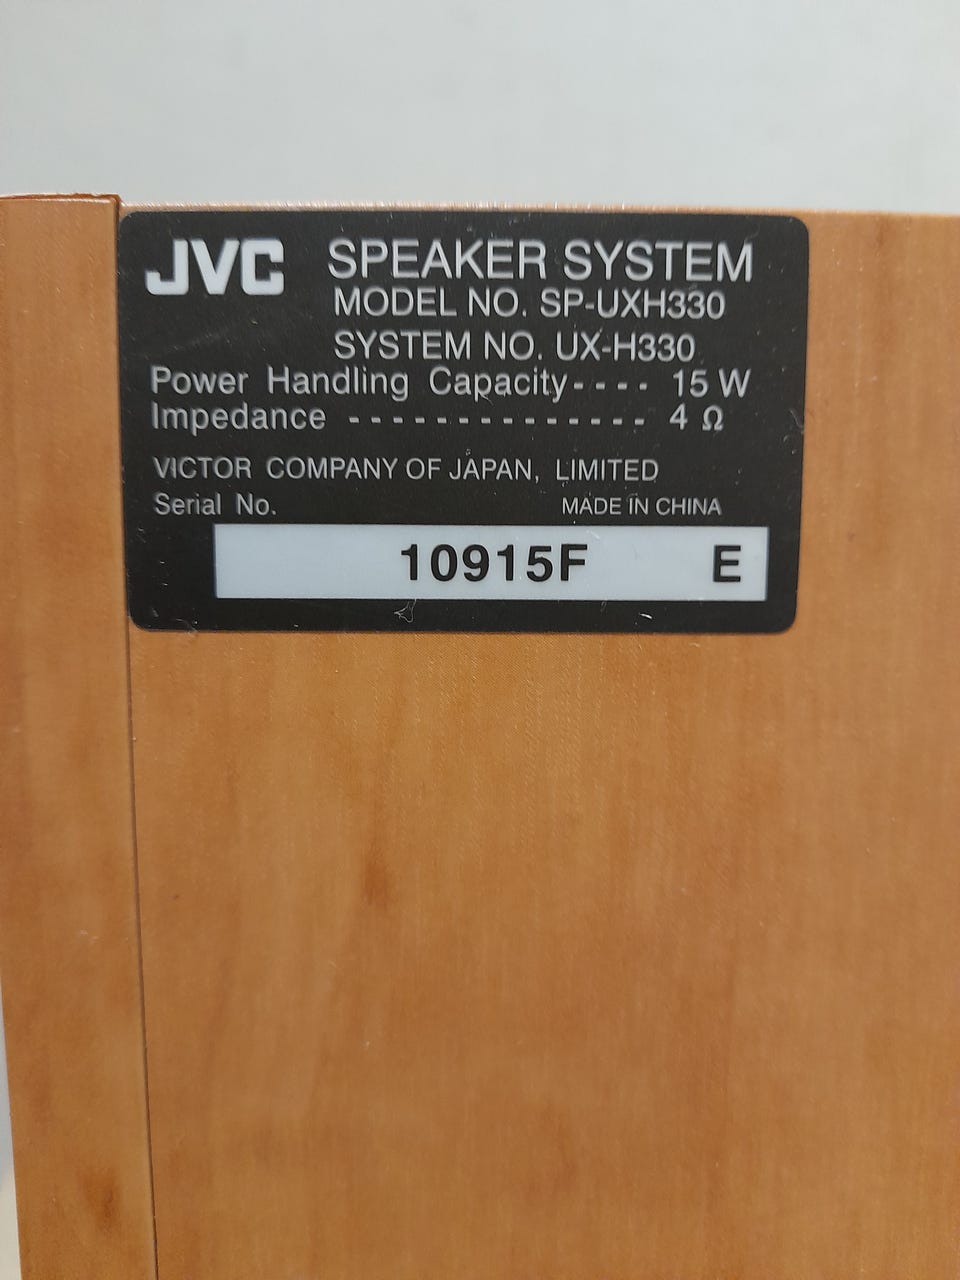 JVC SPEAKER SYSTEM
MODEL NO. SP-UXH330
SYSTEM NO. UX-H330
Power Handling Capacity---- 15 W
Impedance -------------- 4 Ω
VICTOR COMPANY OF JAPAN, LIMITED
Serial No. MADE IN CHINA
10915F E